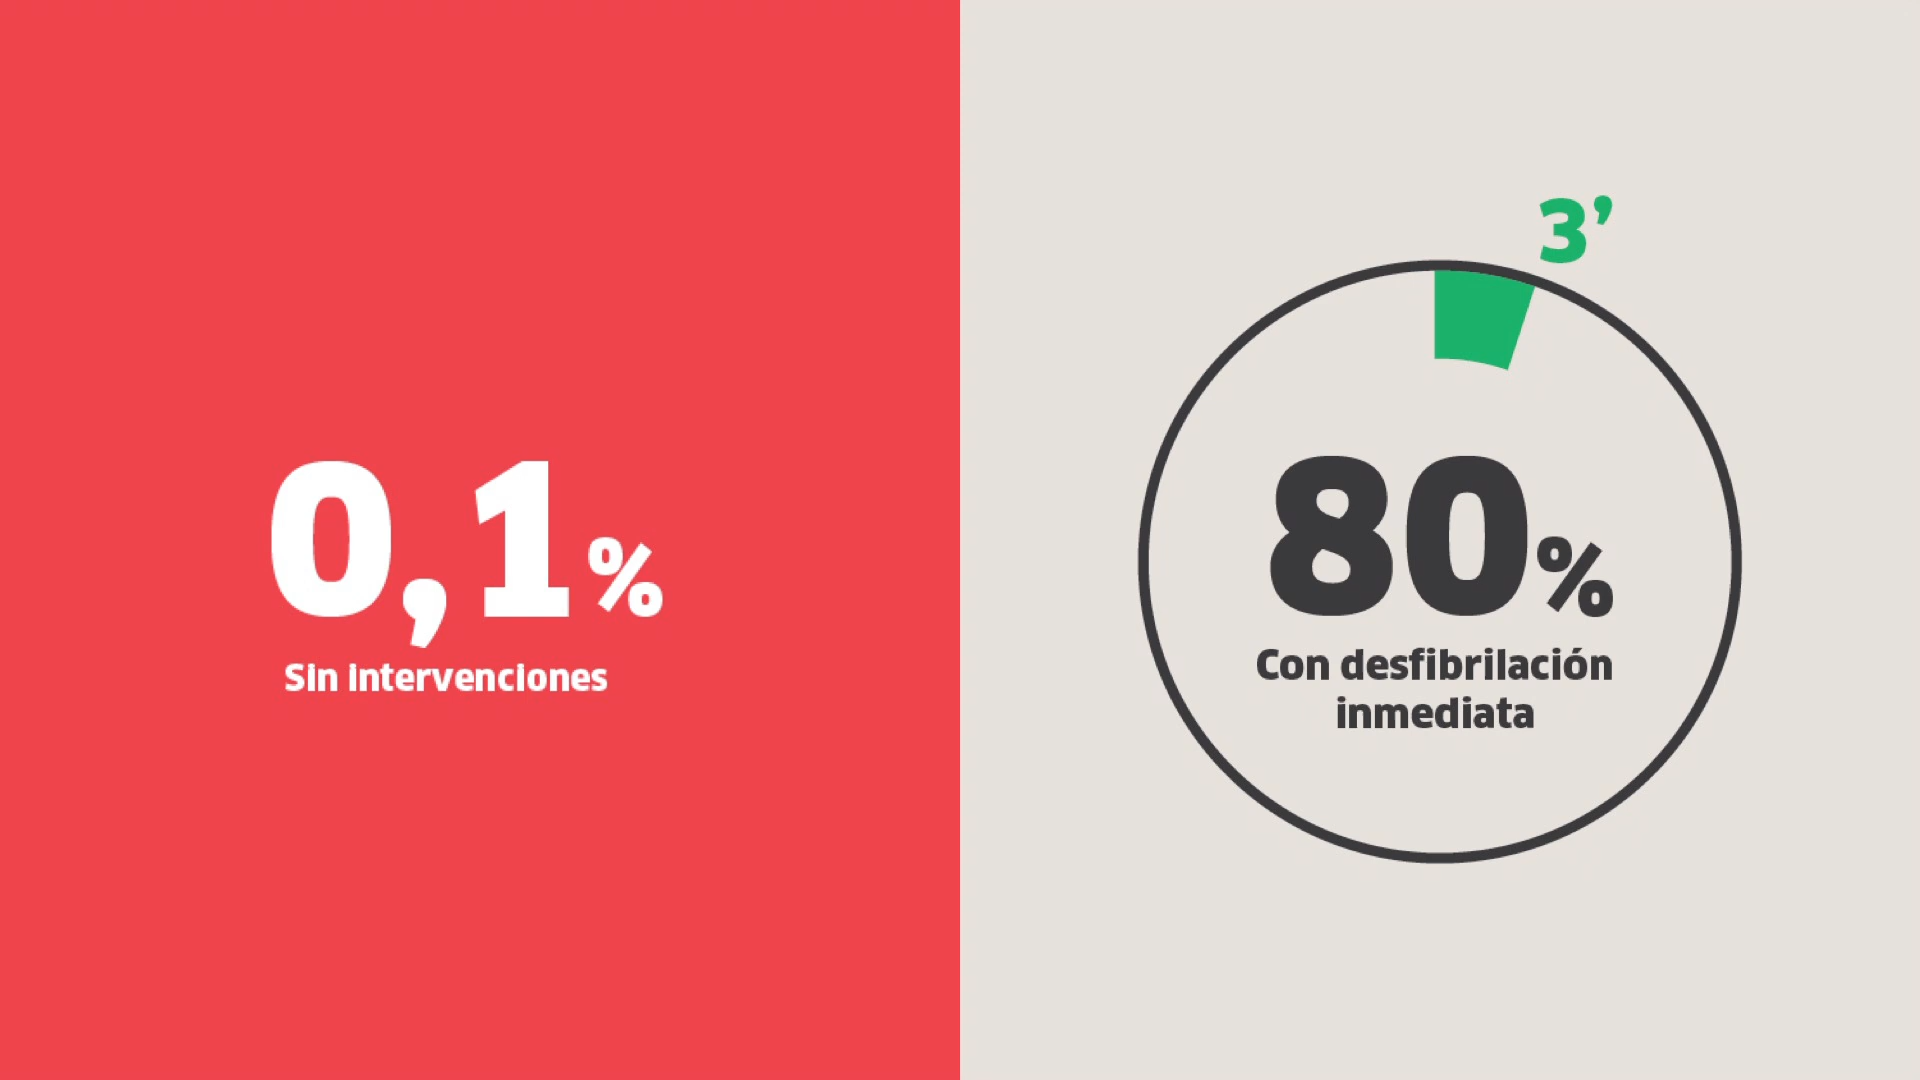 0,1%
Sin intervenciones
3’
80%
Con desfibrilación
inmediata